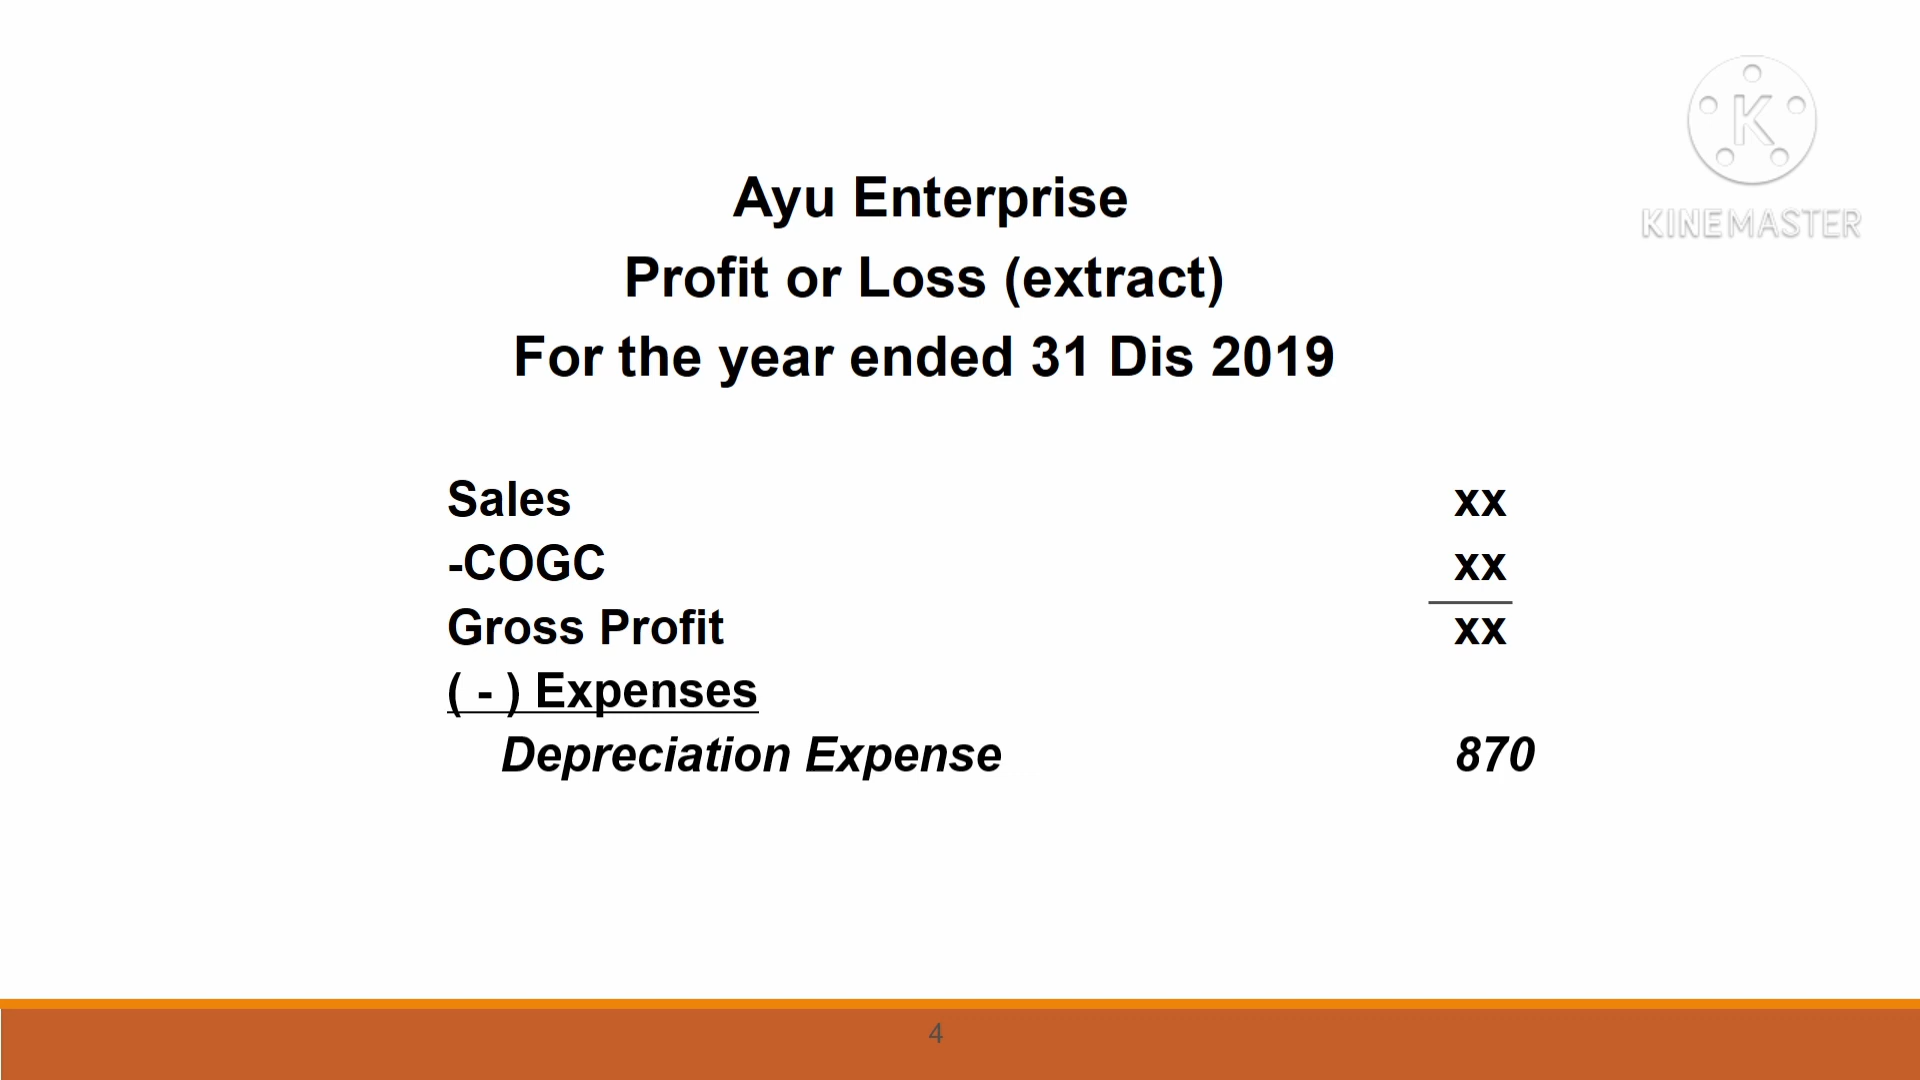 K
KINEMASTER
Ayu Enterprise
Profit or Loss (extract)
For the year ended 31 Dis 2019
Sales xx
-COGC xx
Gross Profit xx
( - ) Expenses
Depreciation Expense 870
4